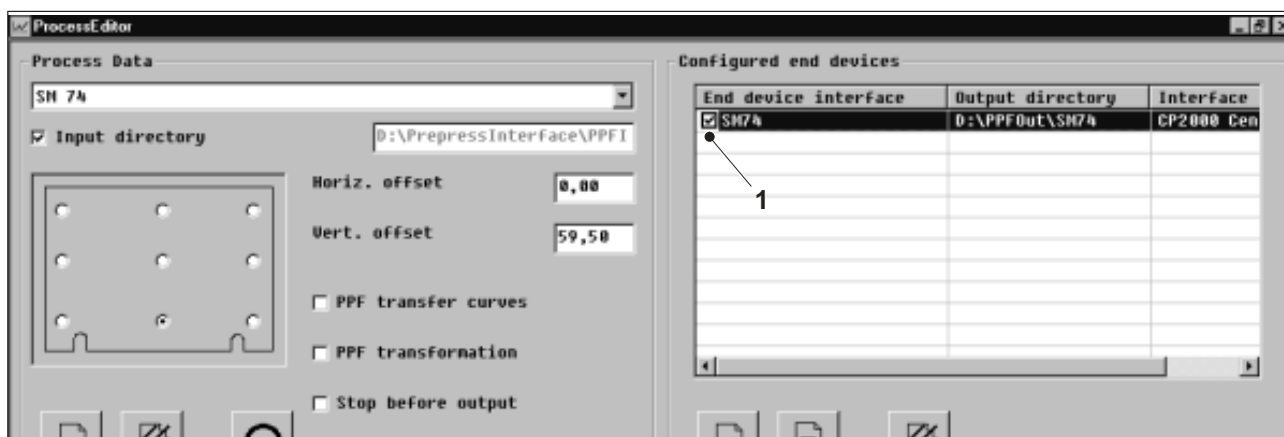 ProcessEditor
Process Data
SM 74
Input directory
D:\PrepressInterface\PPFI
Horiz. offset
0,00
Vert. offset
59,50
PPF transfer curves
PPF transformation
Stop before output
Configured end devices
End device interface Output directory Interface
SM74 D:\PPFOut\SM74 CP2000 Cen
1